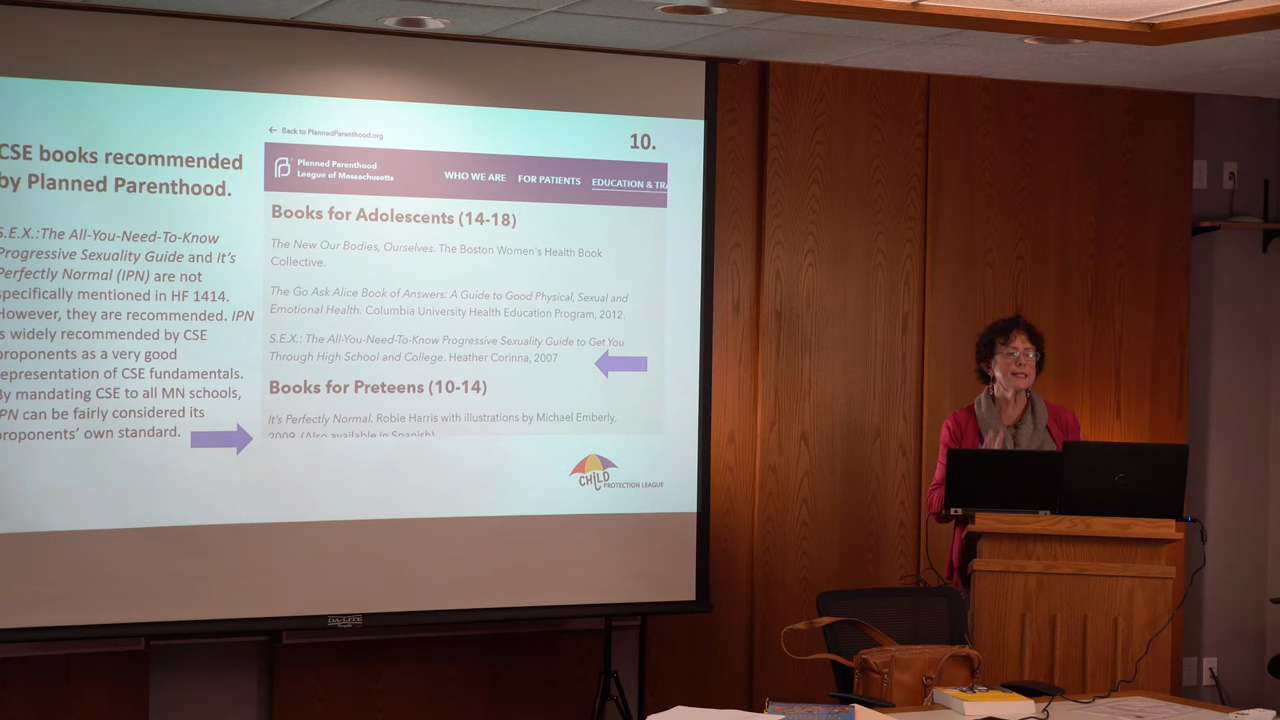 CSE books recommended
by Planned Parenthood.
S.E.X.:The All-You-Need-To-Know
Progressive Sexuality Guide and It's
Perfectly Normal (IPN) are not
specifically mentioned in HF 1414.
However, they are recommended. IPN
is widely recommended by CSE
proponents as a very good
representation of CSE fundamentals.
By mandating CSE to all MN schools,
IPN can be fairly considered its
proponents' own standard.
← Back to PlannedParenthood.org
10.
Planned Parenthood
League of Massachusetts
WHO WE ARE FOR PATIENTS EDUCATION & TRA
Books for Adolescents (14-18)
The New Our Bodies, Ourselves. The Boston Women's Health Book
Collective.
The Go Ask Alice Book of Answers: A Guide to Good Physical, Sexual and
Emotional Health. Columbia University Health Education Program, 2012.
S.E.X.: The All-You-Need-To-Know Progressive Sexuality Guide to Get You
Through High School and College. Heather Corinna, 2007
Books for Preteens (10-14)
It's Perfectly Normal. Robie Harris with illustrations by Michael Emberly,
2009. (Also available in Spanish)
CHILD
PROTECTION LEAGUE
DA-LITE